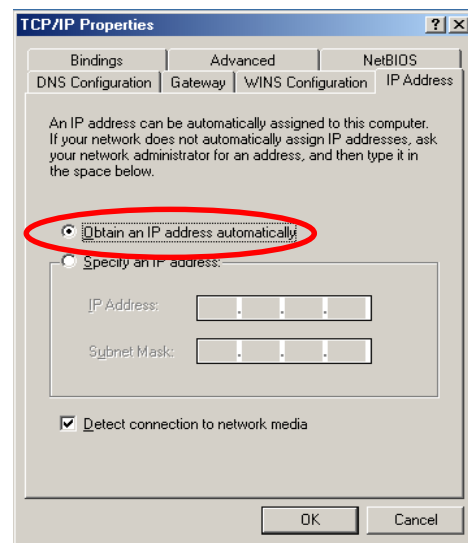 TCP/IP Properties
Bindings Advanced NetBIOS
DNS Configuration Gateway WINS Configuration IP Address
An IP address can be automatically assigned to this computer.
If your network does not automatically assign IP addresses, ask
your network administrator for an address, and then type it in
the space below.
Obtain an IP address automatically
Specify an IP address:
IP Address:
Subnet Mask:
Detect connection to network media
OK Cancel